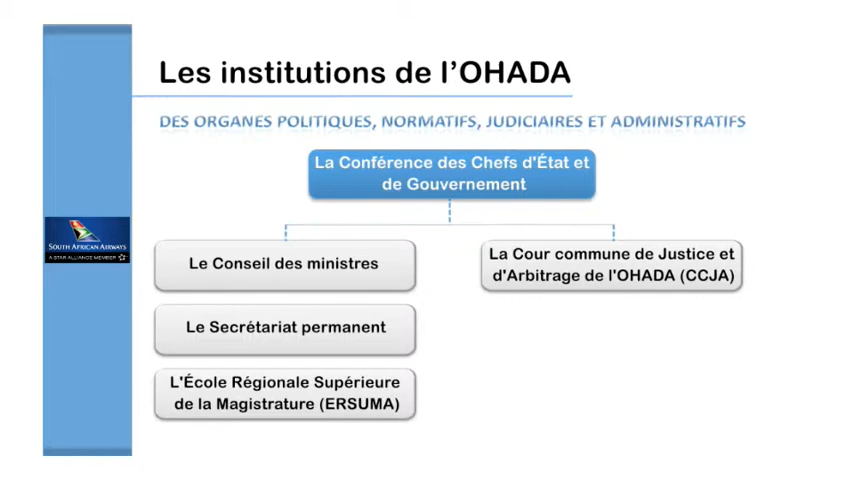 Les institutions de l'OHADA
DES ORGANES POLITIQUES, NORMATIFS, JUDICIAIRES ET ADMINISTRATIFS
La Conférence des Chefs d'État et
de Gouvernement
Le Conseil des ministres
La Cour commune de Justice et
d'Arbitrage de l'OHADA (CCJA)
SOUTH AFRICAN AIRWAYS
A STAR ALLIANCE MEMBER
Le Secrétariat permanent
L'École Régionale Supérieure
de la Magistrature (ERSUMA)